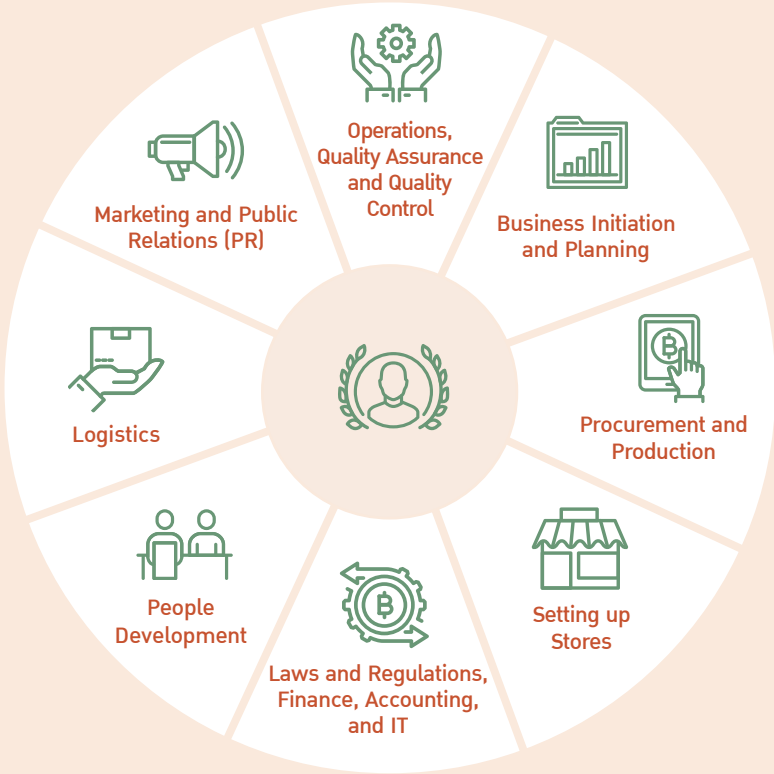 Operations,
Quality Assurance
and Quality
Control
Business Initiation
and Planning
Procurement and
Production
Setting up
Stores
Laws and Regulations,
Finance, Accounting,
and IT
People
Development
Logistics
Marketing and Public
Relations (PR)